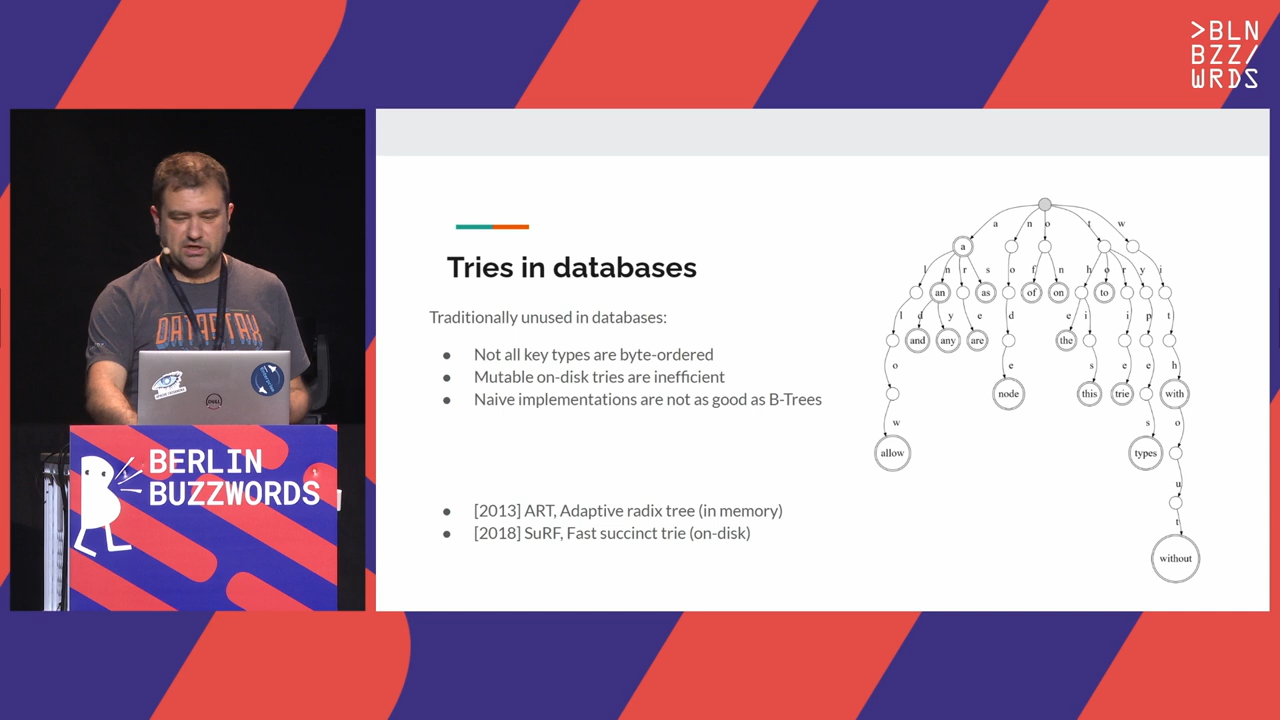 >BLN
BZZ/
WRDS
Tries in databases
Traditionally unused in databases:
● Not all key types are byte-ordered
● Mutable on-disk tries are inefficient
● Naive implementations are not as good as B-Trees
● [2013] ART, Adaptive radix tree (in memory)
● [2018] SuRF, Fast succinct trie (on-disk)
a n o t w
a
l n r s o f n h o r y i
an as of on to
l d y e d e i i p t
and any are the
o e s e e h
node this trie with
w s o
allow types
u
t
without
DATASTAX
DELL
BERLIN
BUZZWORDS